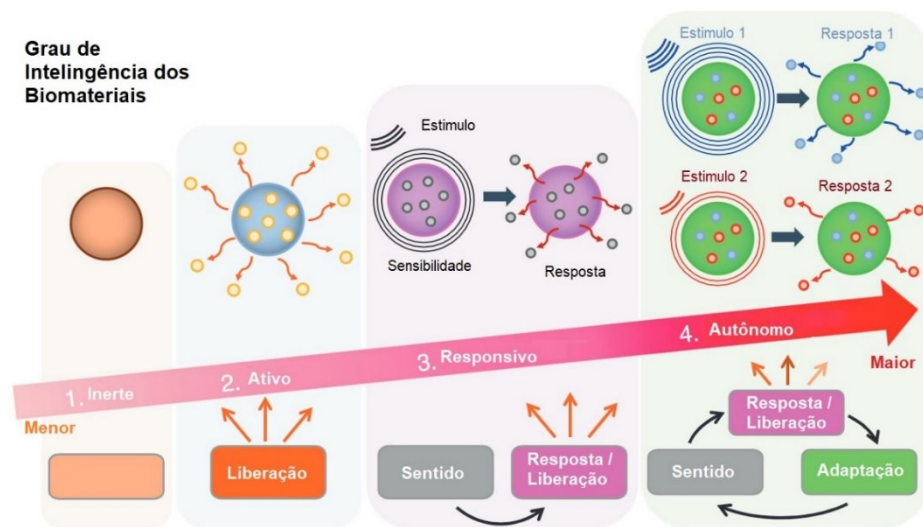 Grau de
Intelingência dos
Biomateriais
Estimulo
Sensibilidade
Resposta
Estimulo 1
Resposta 1
Estimulo 2
Resposta 2
1. Inerte
2. Ativo
3. Responsivo
4. Autônomo
Menor
Maior
Liberação
Sentido
Resposta /
Liberação
Resposta /
Liberação
Sentido
Adaptação